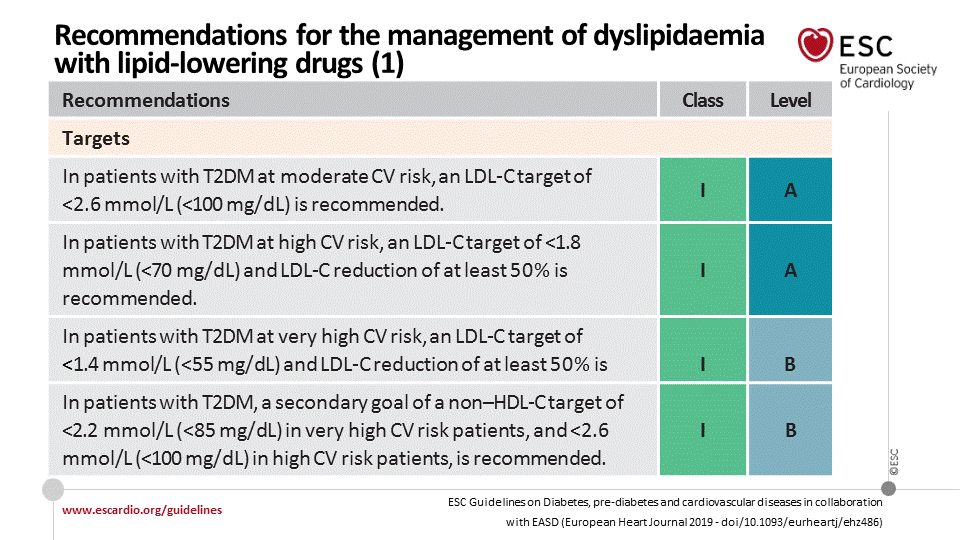 Recommendations for the management of dyslipidaemia
with lipid-lowering drugs (1)
ESC
European Society
of Cardiology
Recommendations Class Level
Targets
In patients with T2DM at moderate CV risk, an LDL-C target of
<2.6 mmol/L (<100 mg/dL) is recommended.
I A
In patients with T2DM at high CV risk, an LDL-C target of <1.8
mmol/L (<70 mg/dL) and LDL-C reduction of at least 50% is
recommended.
I A
In patients with T2DM at very high CV risk, an LDL-C target of
<1.4 mmol/L (<55 mg/dL) and LDL-C reduction of at least 50% is
I B
In patients with T2DM, a secondary goal of a non–HDL-C target of
<2.2 mmol/L (<85 mg/dL) in very high CV risk patients, and <2.6
mmol/L (<100 mg/dL) in high CV risk patients, is recommended.
I B
©ESC
www.escardio.org/guidelines
ESC Guidelines on Diabetes, pre-diabetes and cardiovascular diseases in collaboration
with EASD (European Heart Journal 2019 - doi/10.1093/eurheartj/ehz486)